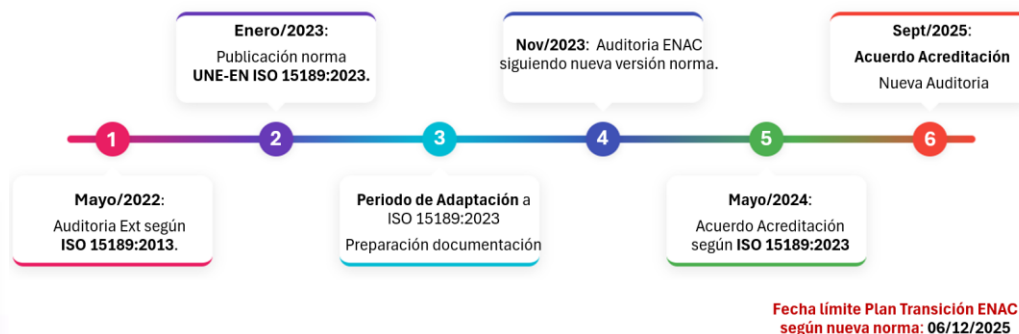 Enero/2023:
Publicación norma
UNE-EN ISO 15189:2023.
Nov/2023: Auditoria ENAC
siguiendo nueva versión norma.
Sept/2025:
Acuerdo Acreditación
Nueva Auditoria
1
2
3
4
5
6
Mayo/2022:
Auditoria Ext según
ISO 15189:2013.
Periodo de Adaptación a
ISO 15189:2023
Preparación documentación
Mayo/2024:
Acuerdo Acreditación
según ISO 15189:2023
Fecha límite Plan Transición ENAC
según nueva norma: 06/12/2025